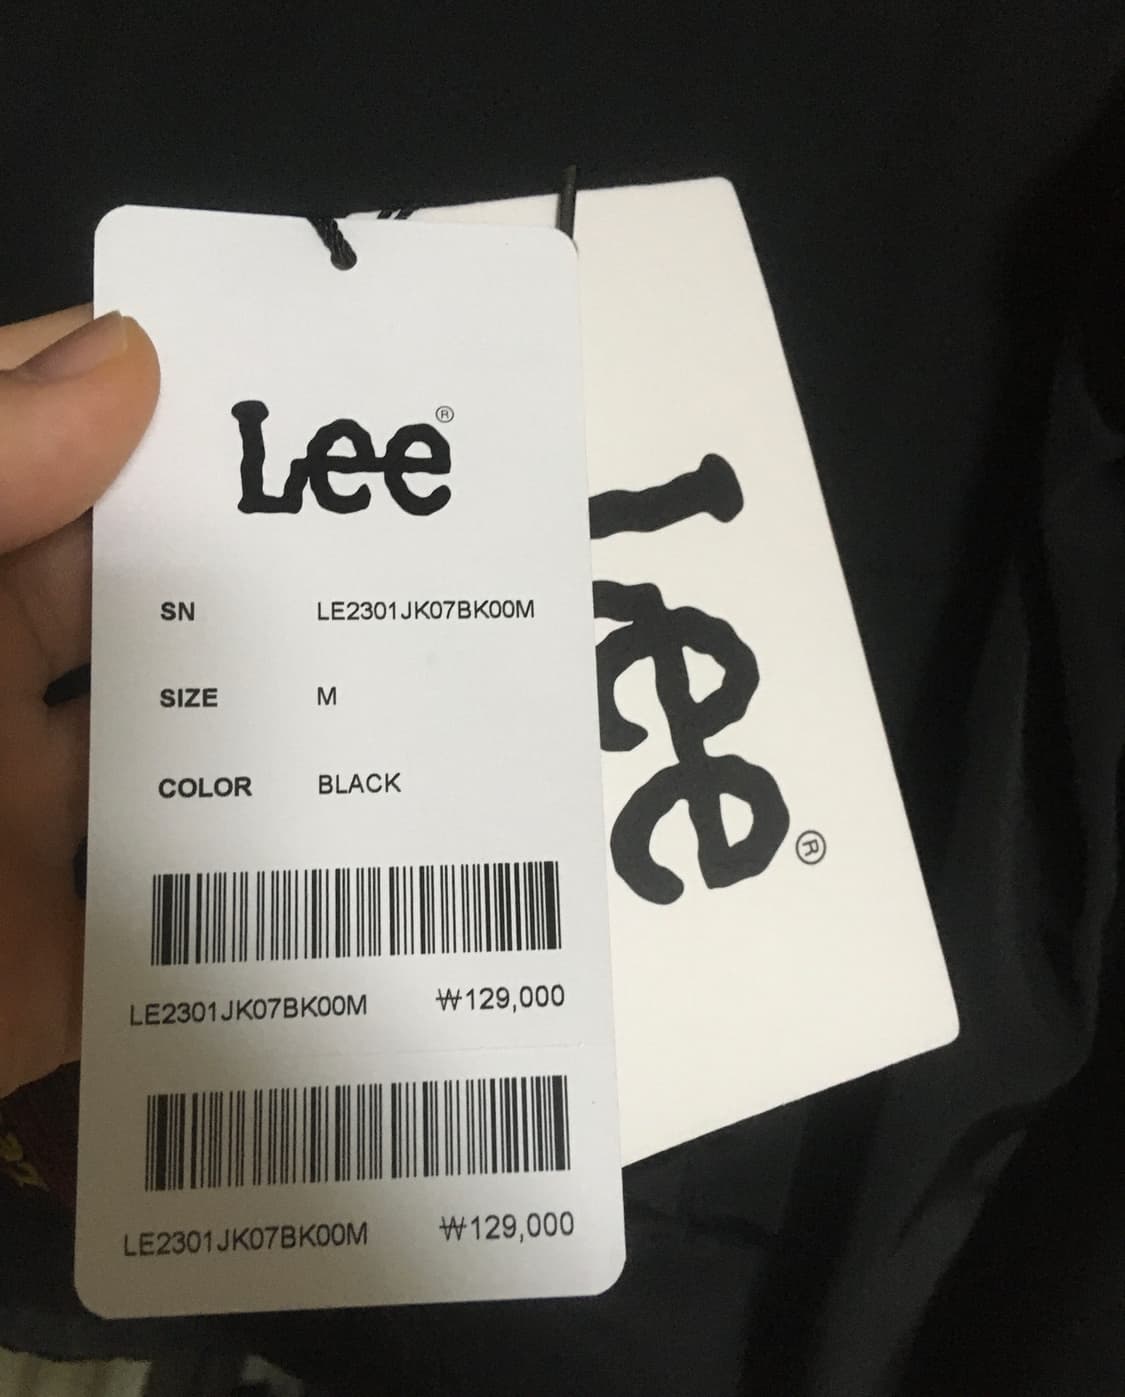 Lee®
SN LE2301JK07BK00M
SIZE M
COLOR BLACK
LE2301JK07BK00M ₩129,000
LE2301JK07BK00M ₩129,000
Lee®